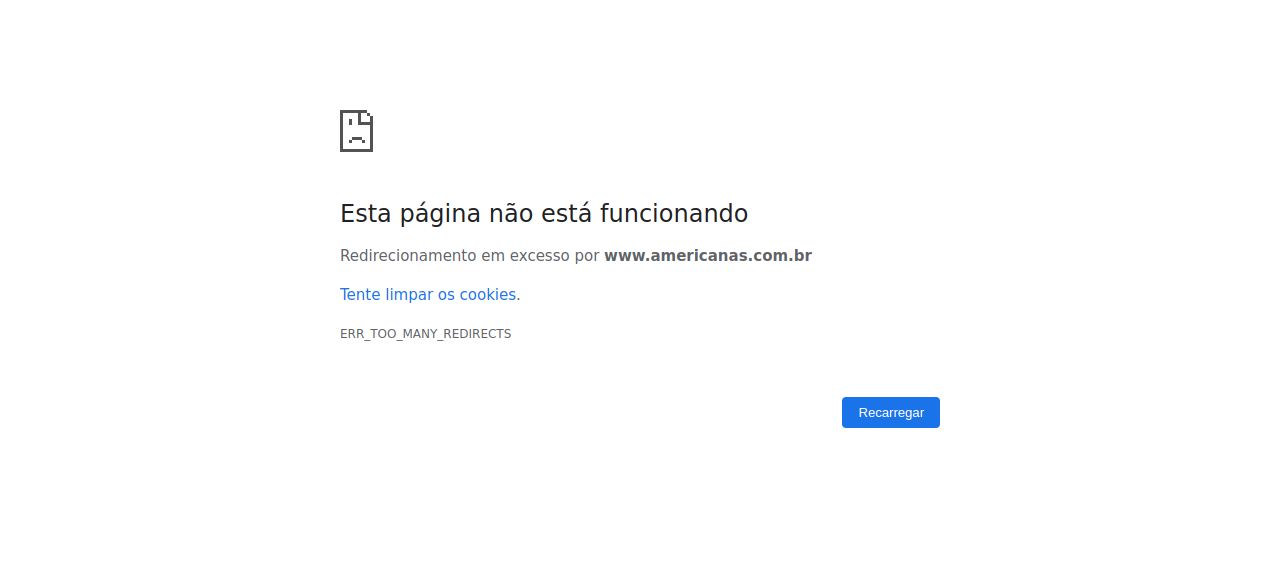 Esta página não está funcionando
Redirecionamento em excesso por www.americanas.com.br
Tente limpar os cookies.
ERR_TOO_MANY_REDIRECTS
Recarregar